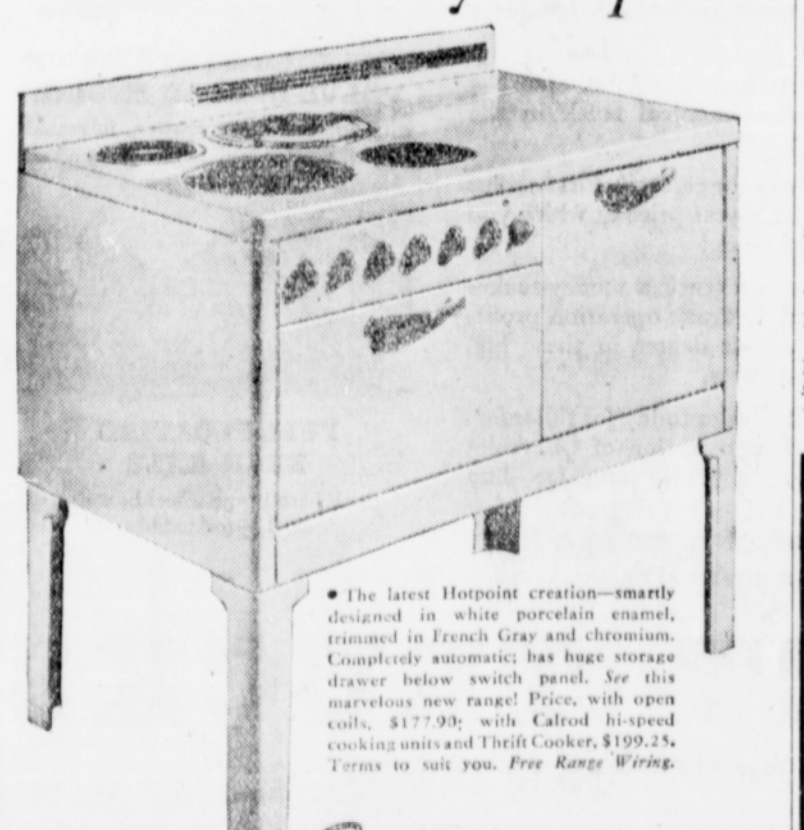 • The latest Hotpoint creation—smartly
designed in white porcelain enamel,
trimmed in French Gray and chromium.
Completely automatic; has huge storage
drawer below switch panel. See this
marvelous new range! Price, with open
coils, $177.90; with Calrod hi-speed
cooking units and Thrift Cooker, $199.25.
Terms to suit you. Free Range Wiring.